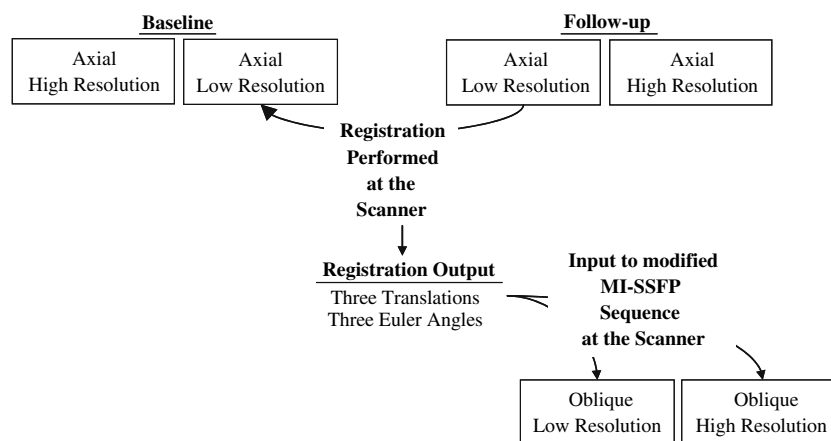 Baseline
Follow-up
Axial
High Resolution
Axial
Low Resolution
Axial
Low Resolution
Axial
High Resolution
Registration
Performed
at the
Scanner
Registration Output
Three Translations
Three Euler Angles
Input to modified
MI-SSFP
Sequence
at the Scanner
Oblique
Low Resolution
Oblique
High Resolution